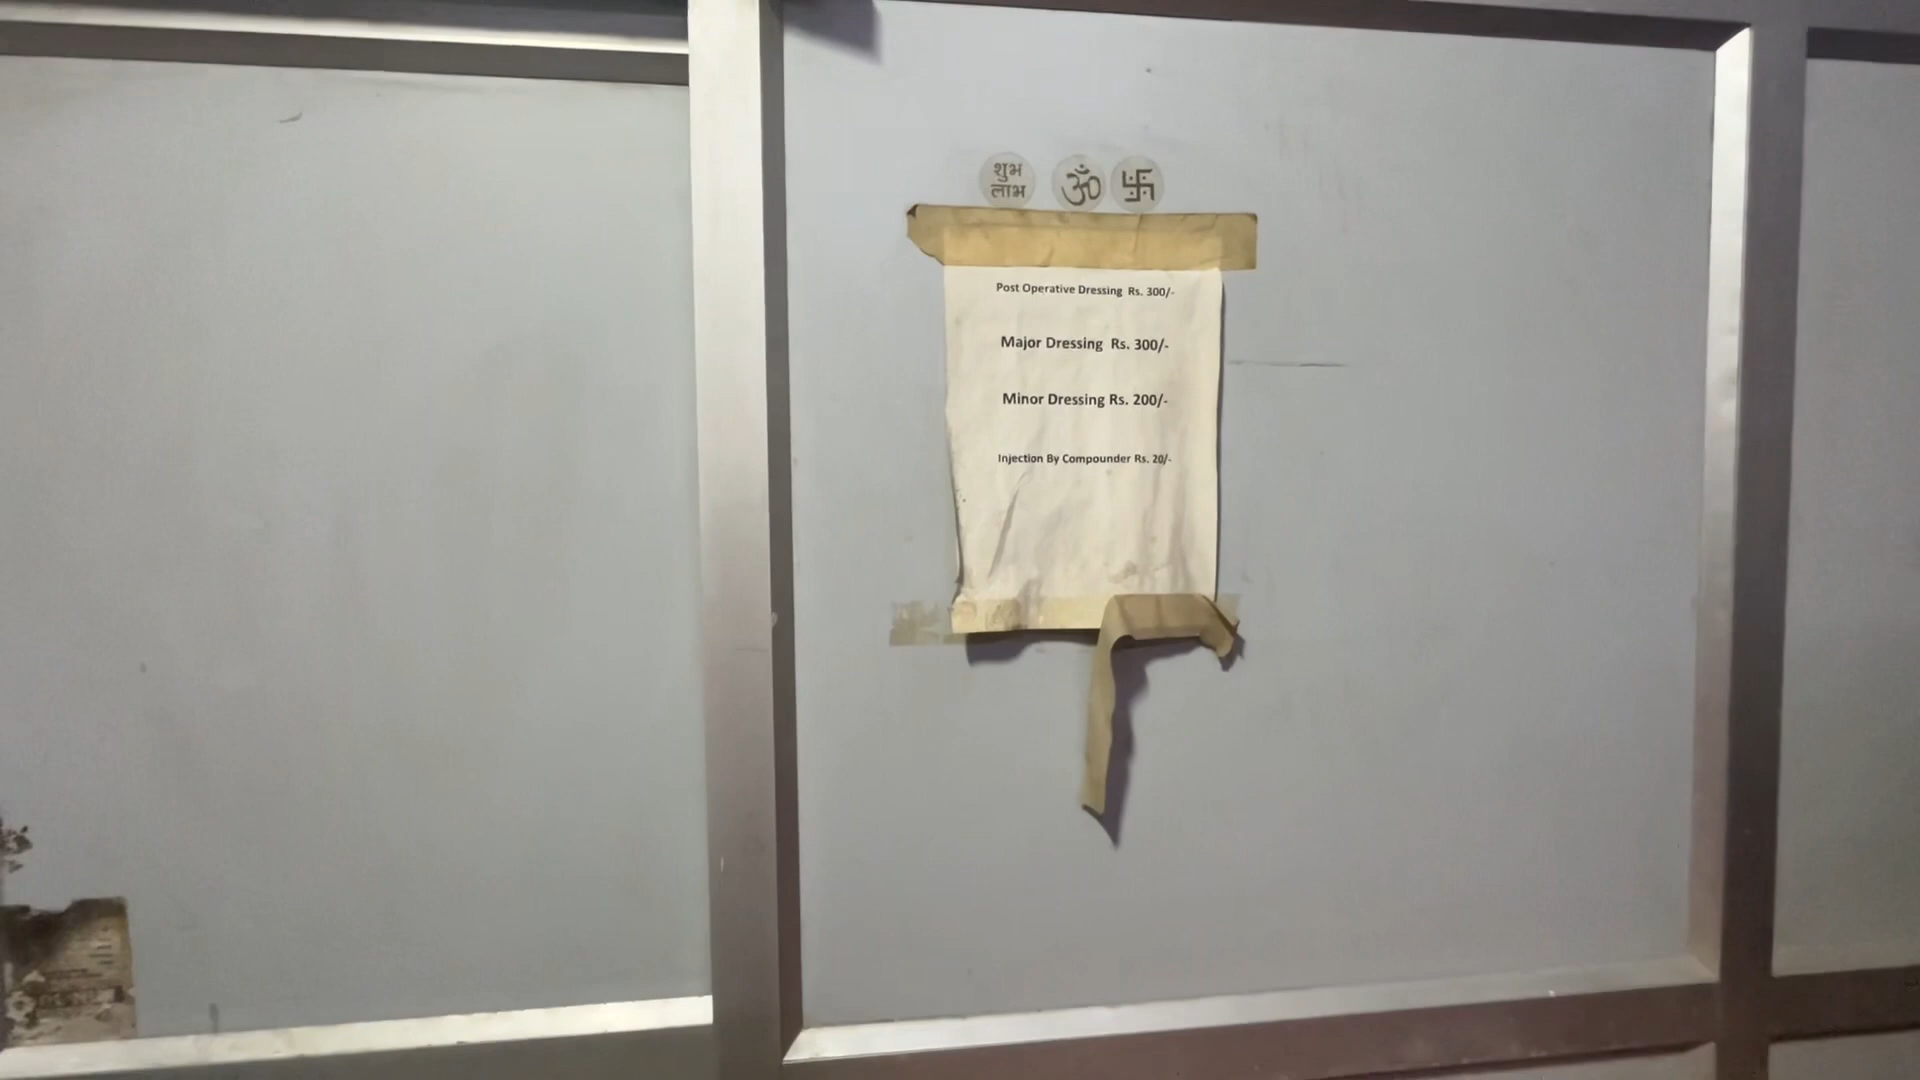 शुभ
लाभ
ॐ
卐
Post Operative Dressing Rs. 300/-
Major Dressing Rs. 300/-
Minor Dressing Rs. 200/-
Injection By Compounder Rs. 20/-